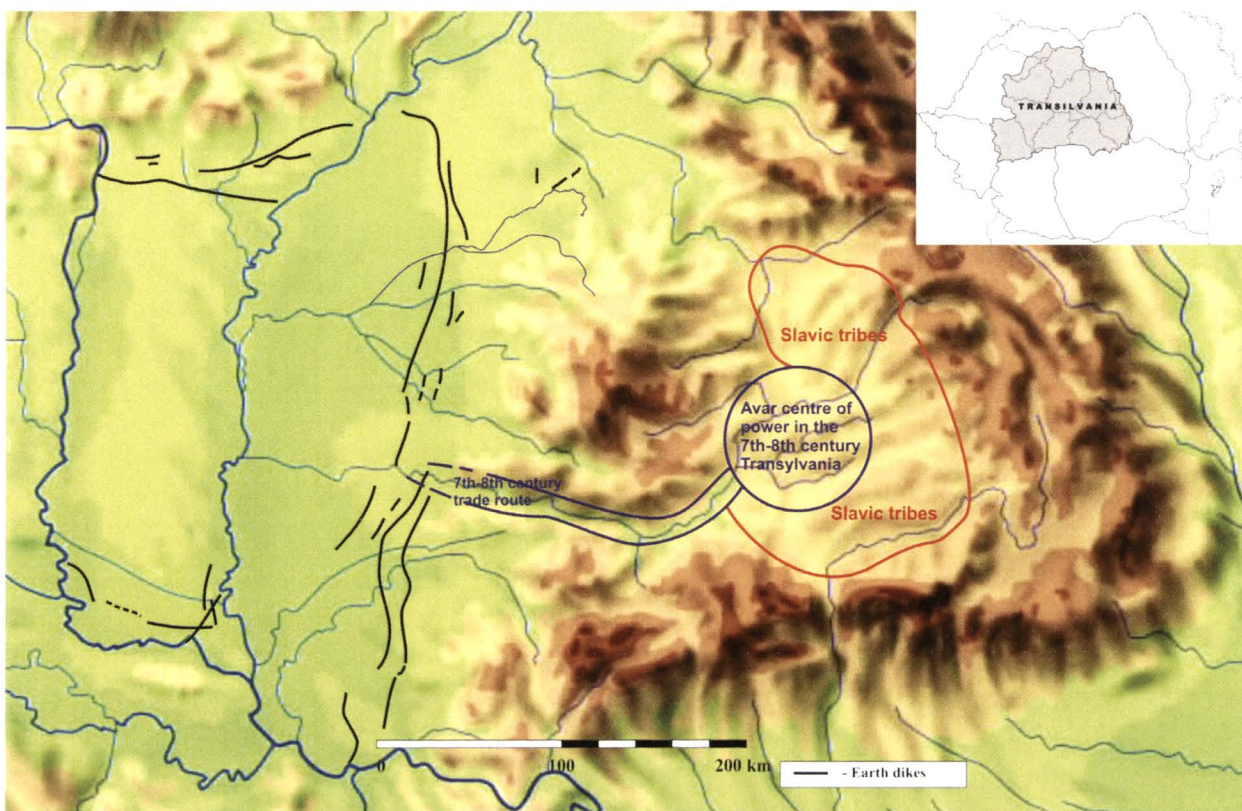 TRANSILVANIA
Slavic tribes
Avar centre of
power in the
7th-8th century
Transylvania
7th-8th century
trade route
Slavic tribes
0 100 200 km
- Earth dikes